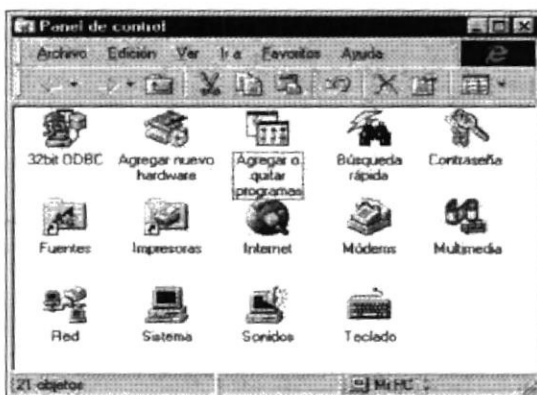 Panel de control
Archivo Edición Ver Ir a Favoritos Ayuda
32bit ODBC Agregar nuevo hardware Agregar o quitar programas Búsqueda rápida Contraseña
Fuentes Impresoras Internet Módems Multimedia
Red Sistema Sonidos Teclado
21 objetos Mi PC